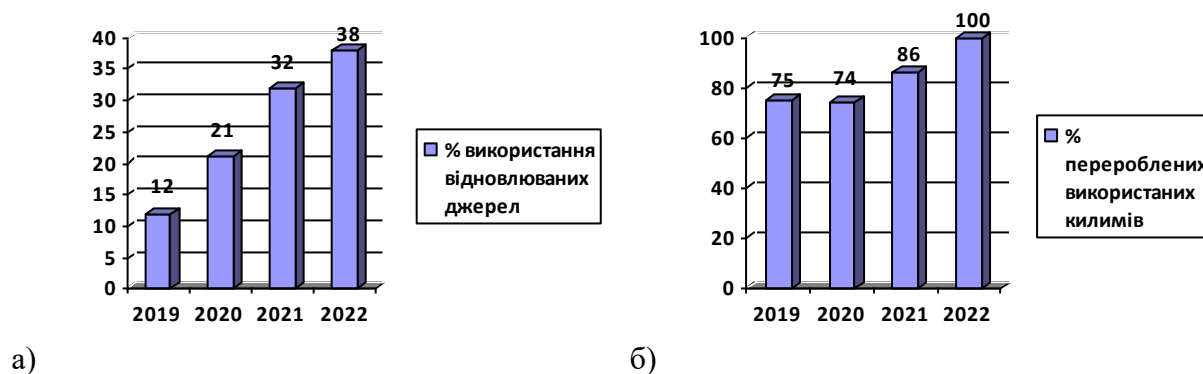 40
35
30
25
20
15
10
5
0
12
21
32
38
2019 2020 2021 2022
% використання
відновлюваних
джерел
а)
100
80
60
40
20
0
75
74
86
100
2019 2020 2021 2022
%
перероблених
використаних
килимів
б)